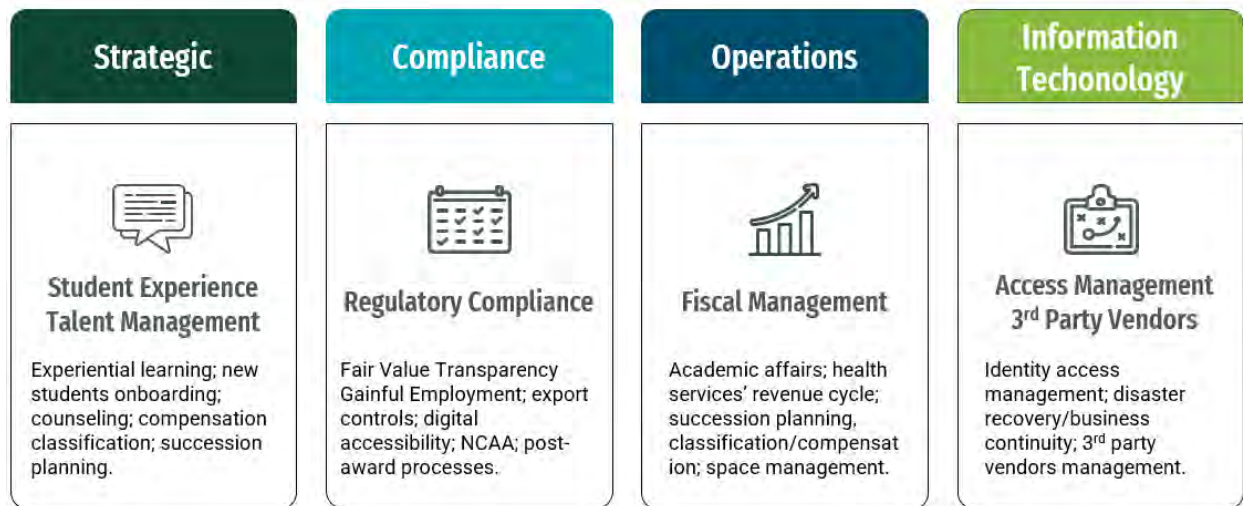 Strategic
Student Experience
Talent Management
Experiential learning; new
students onboarding;
counseling; compensation
classification; succession
planning.
Compliance
Regulatory Compliance
Fair Value Transparency
Gainful Employment; export
controls; digital
accessibility; NCAA; post-
award processes.
Operations
Fiscal Management
Academic affairs; health
services’ revenue cycle;
succession planning,
classification/compensat
ion; space management.
Information
Techonology
Access Management
3rd Party Vendors
Identity access
management; disaster
recovery/business
continuity; 3rd party
vendors management.